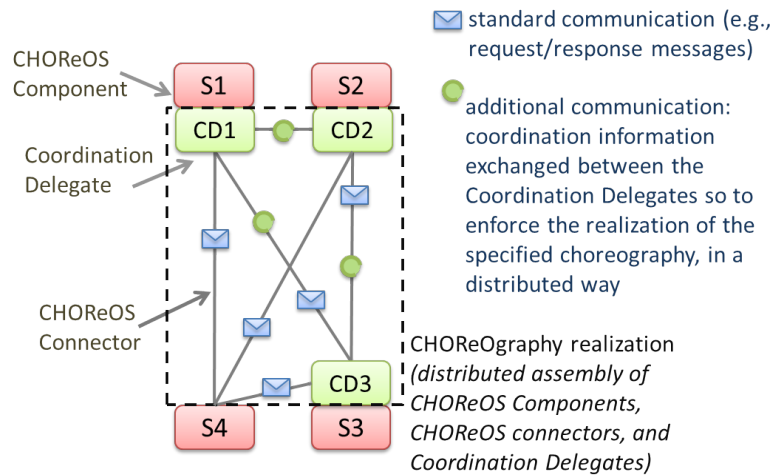 standard communication (e.g.,
request/response messages)
CHOReOS
Component
S1
S2
CD1
CD2
additional communication:
coordination information
exchanged between the
Coordination Delegates so to
enforce the realization of the
specified choreography, in a
distributed way
Coordination
Delegate
CHOReOS
Connector
CHOReOgraphy realization
(distributed assembly of
CHOReOS Components,
CHOReOS connectors, and
Coordination Delegates)
CD3
S4
S3